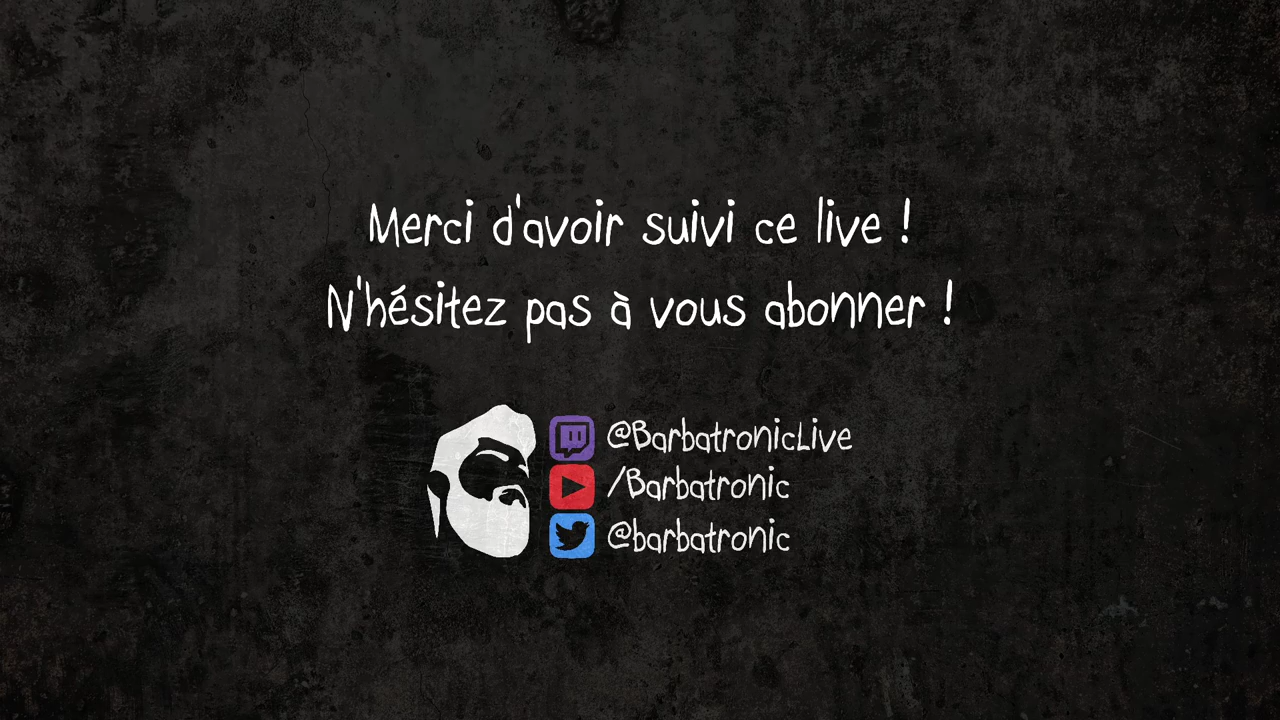 Merci d'avoir suivi ce live !
N'hésitez pas à vous abonner !
@BarbatronicLive
/Barbatronic
@barbatronic